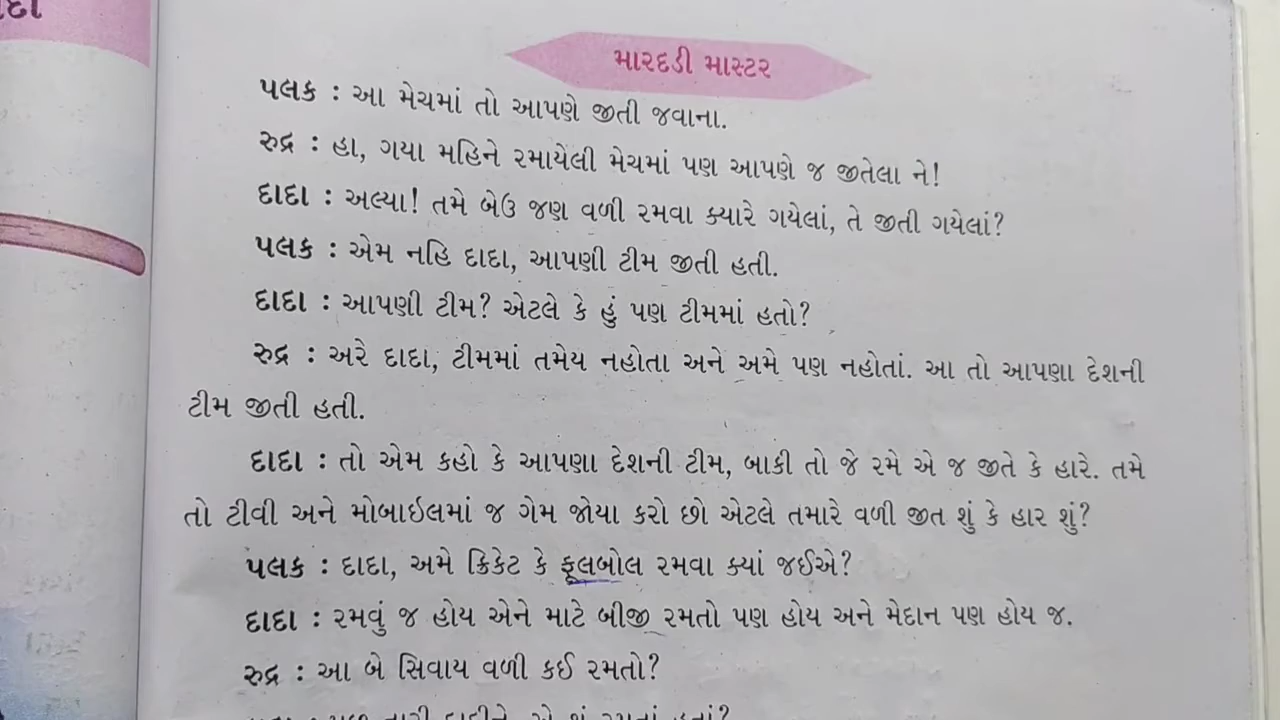 મારદડી માસ્ટર
પલક : આ મેચમાં તો આપણે જીતી જવાના.
રુદ્ર : હા, ગયા મહિને રમાયેલી મેચમાં પણ આપણે જ જીતેલા ને!
દાદા : અલ્યા! તમે બેઉ જણ વળી રમવા ક્યારે ગયેલાં, તે જીતી ગયેલાં?
પલક : એમ નહિ દાદા, આપણી ટીમ જીતી હતી.
દાદા : આપણી ટીમ? એટલે કે હું પણ ટીમમાં હતો?
રુદ્ર : અરે દાદા, ટીમમાં તમેય નહોતા અને અમે પણ નહોતાં. આ તો આપણા દેશની
ટીમ જીતી હતી.
દાદા : તો એમ કહો કે આપણા દેશની ટીમ, બાકી તો જે રમે એ જ જીતે કે હારે. તમે
તો ટીવી અને મોબાઇલમાં જ ગેમ જોયા કરો છો એટલે તમારે વળી જીત શું કે હાર શું?
પલક : દાદા, અમે ક્રિકેટ કે ફૂલબોલ રમવા ક્યાં જઈએ?
દાદા : રમવું જ હોય એને માટે બીજી રમતો પણ હોય અને મેદાન પણ હોય જ.
રુદ્ર : આ બે સિવાય વળી કઈ રમતો?